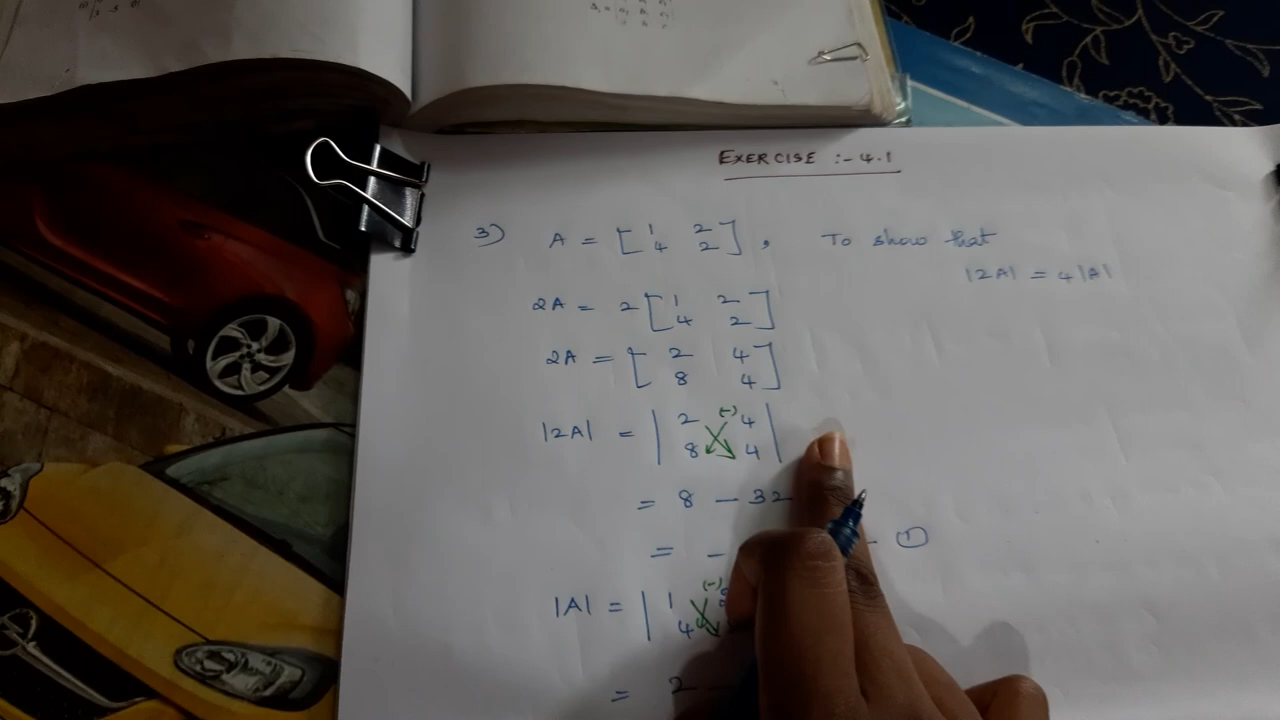 EXERCISE :- 4.1
3) A = [ 1 2
4 2 ] , To show that
|2A| = 4|A|
2A = 2 [ 1 2
4 2 ]
2A = [ 2 4
8 4 ]
|2A| = | 2 (-) 4
8 4 |
= 8 - 32
= - - ①
|A| = | 1 (-)
4
= 2 -